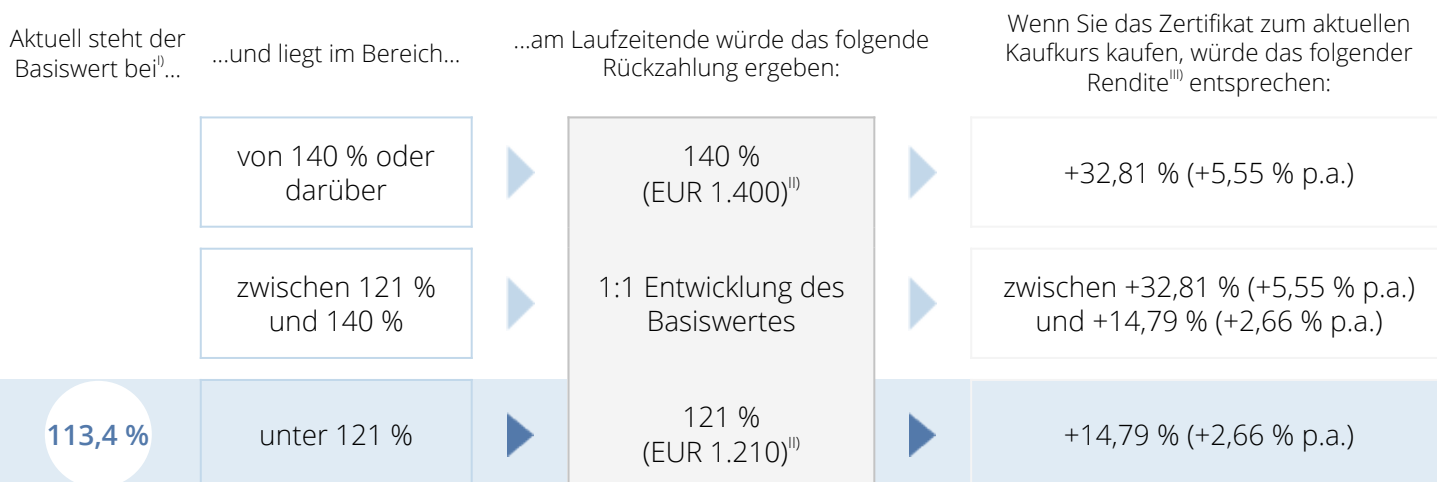 Aktuell steht der
Basiswert bei^I)...
...und liegt im Bereich...
...am Laufzeitende würde das folgende
Rückzahlung ergeben:
Wenn Sie das Zertifikat zum aktuellen
Kaufkurs kaufen, würde das folgender
Rendite^III) entsprechen:
von 140 % oder
darüber
140 %
(EUR 1.400)^II)
+32,81 % (+5,55 % p.a.)
zwischen 121 %
und 140 %
1:1 Entwicklung des
Basiswertes
zwischen +32,81 % (+5,55 % p.a.)
und +14,79 % (+2,66 % p.a.)
113,4 %
unter 121 %
121 %
(EUR 1.210)^II)
+14,79 % (+2,66 % p.a.)